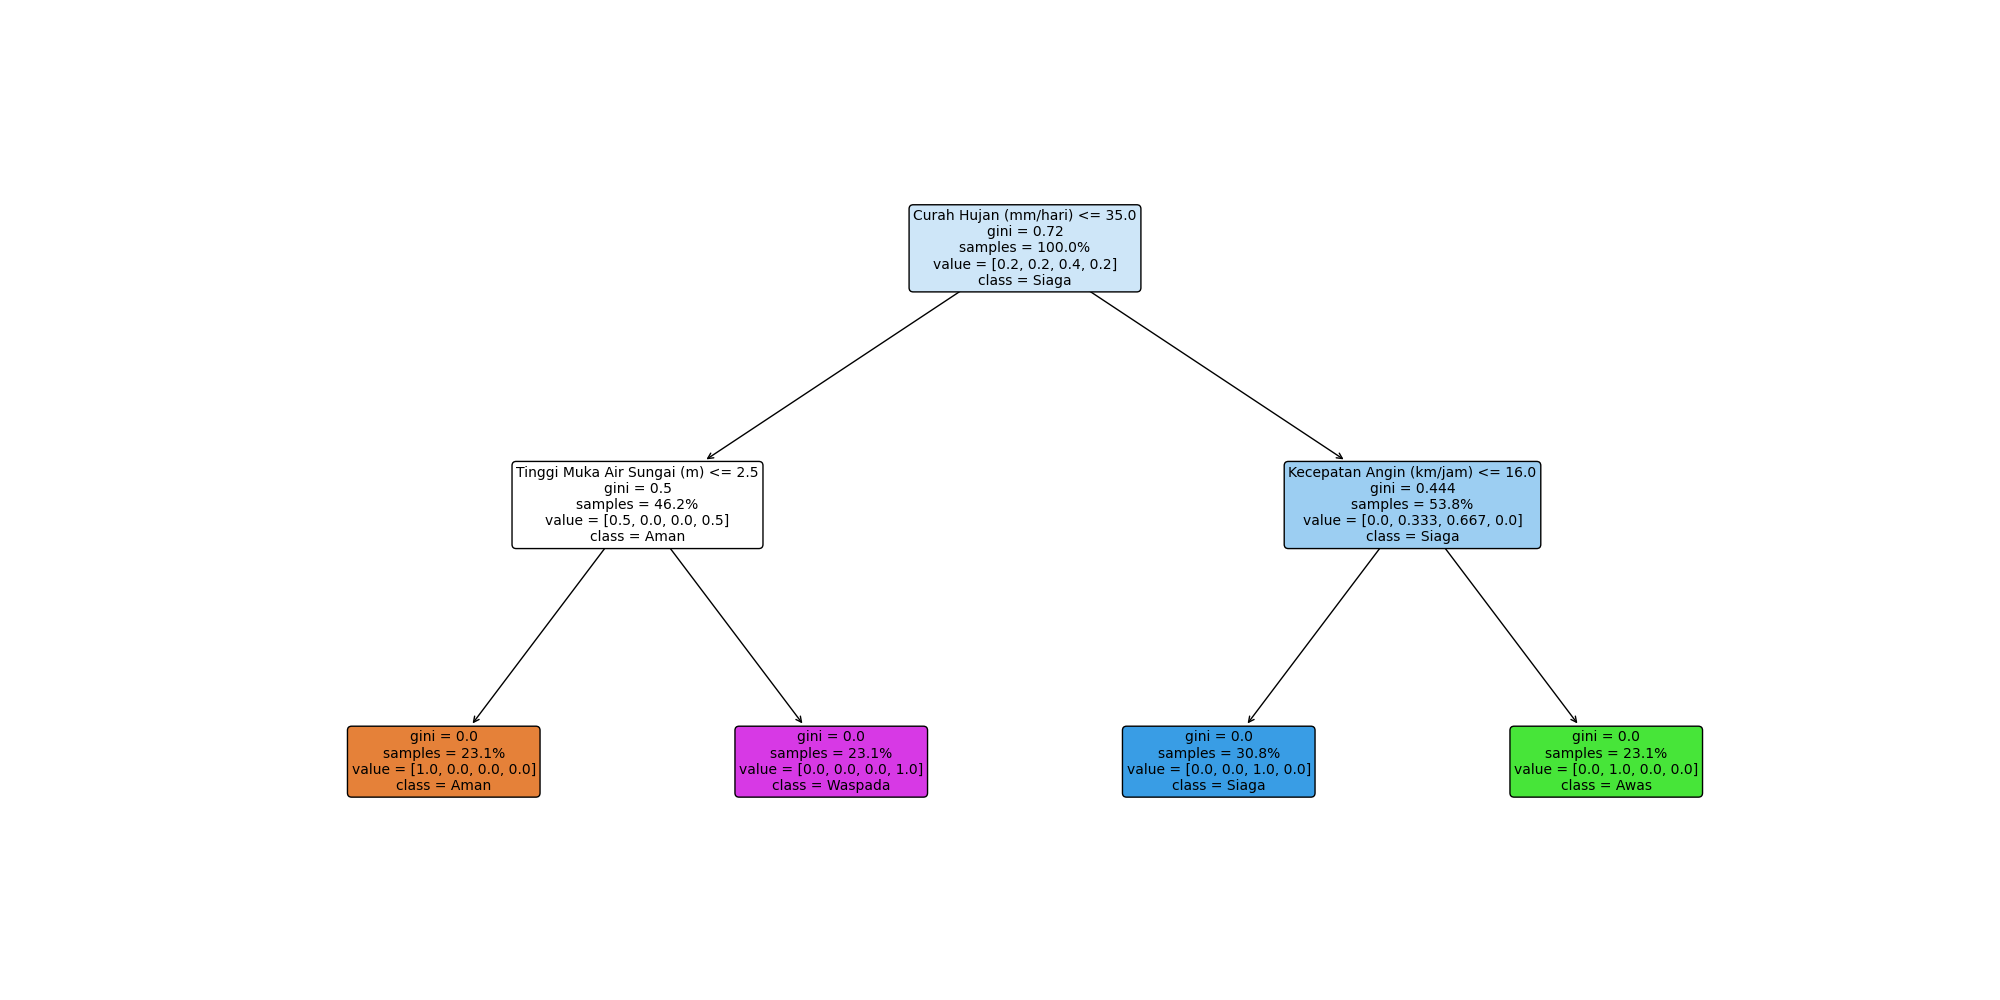 Curah Hujan (mm/hari) <= 35.0
gini = 0.72
samples = 100.0%
value = [0.2, 0.2, 0.4, 0.2]
class = Siaga
Tinggi Muka Air Sungai (m) <= 2.5
gini = 0.5
samples = 46.2%
value = [0.5, 0.0, 0.0, 0.5]
class = Aman
Kecepatan Angin (km/jam) <= 16.0
gini = 0.444
samples = 53.8%
value = [0.0, 0.333, 0.667, 0.0]
class = Siaga
gini = 0.0
samples = 23.1%
value = [1.0, 0.0, 0.0, 0.0]
class = Aman
gini = 0.0
samples = 23.1%
value = [0.0, 0.0, 0.0, 1.0]
class = Waspada
gini = 0.0
samples = 30.8%
value = [0.0, 0.0, 1.0, 0.0]
class = Siaga
gini = 0.0
samples = 23.1%
value = [0.0, 1.0, 0.0, 0.0]
class = Awas